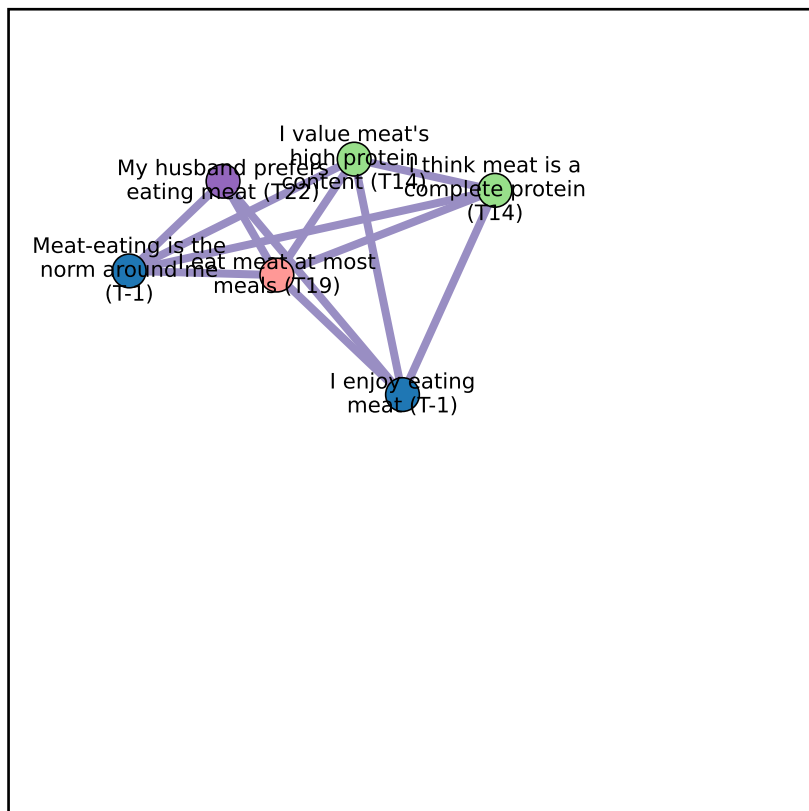 I value meat's
high protein
content (T14)
I think meat is a
complete protein
(T14)
My husband prefers
eating meat (T22)
Meat-eating is the
norm around me
(T-1)
I eat meat at most
meals (T19)
I enjoy eating
meat (T-1)